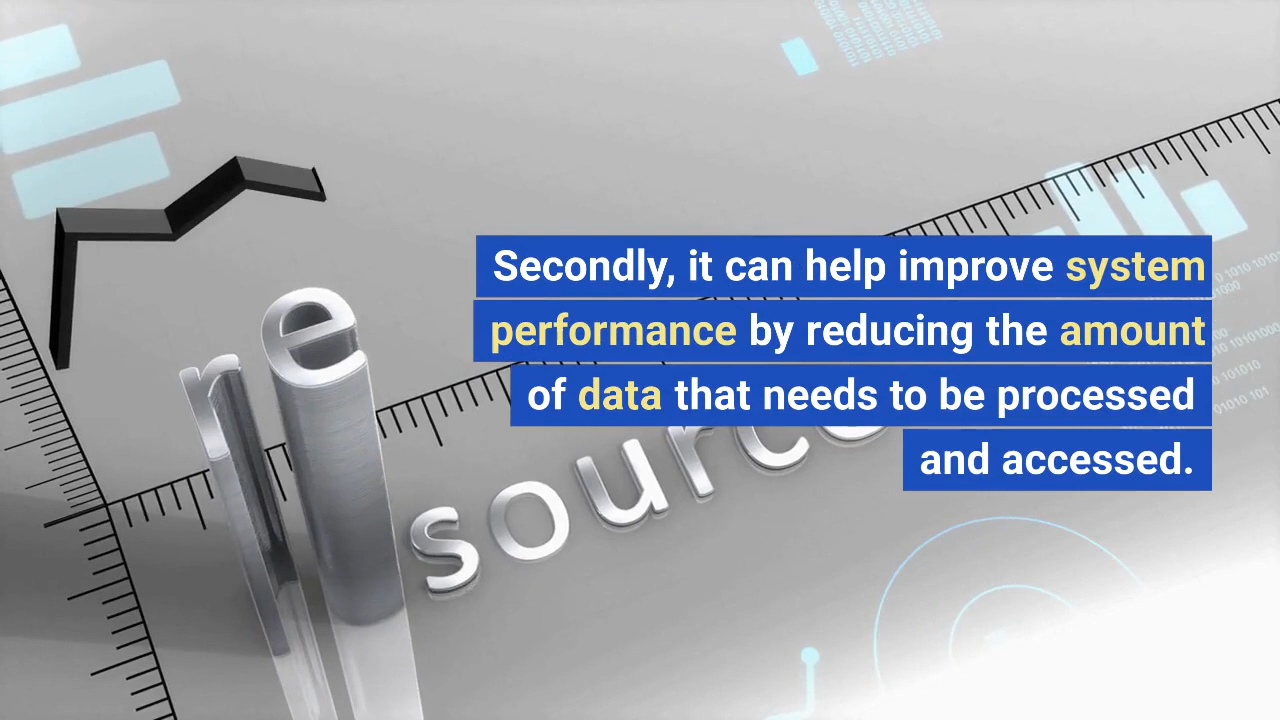 Secondly, it can help improve system
performance by reducing the amount
of data that needs to be processed
and accessed.
re
source